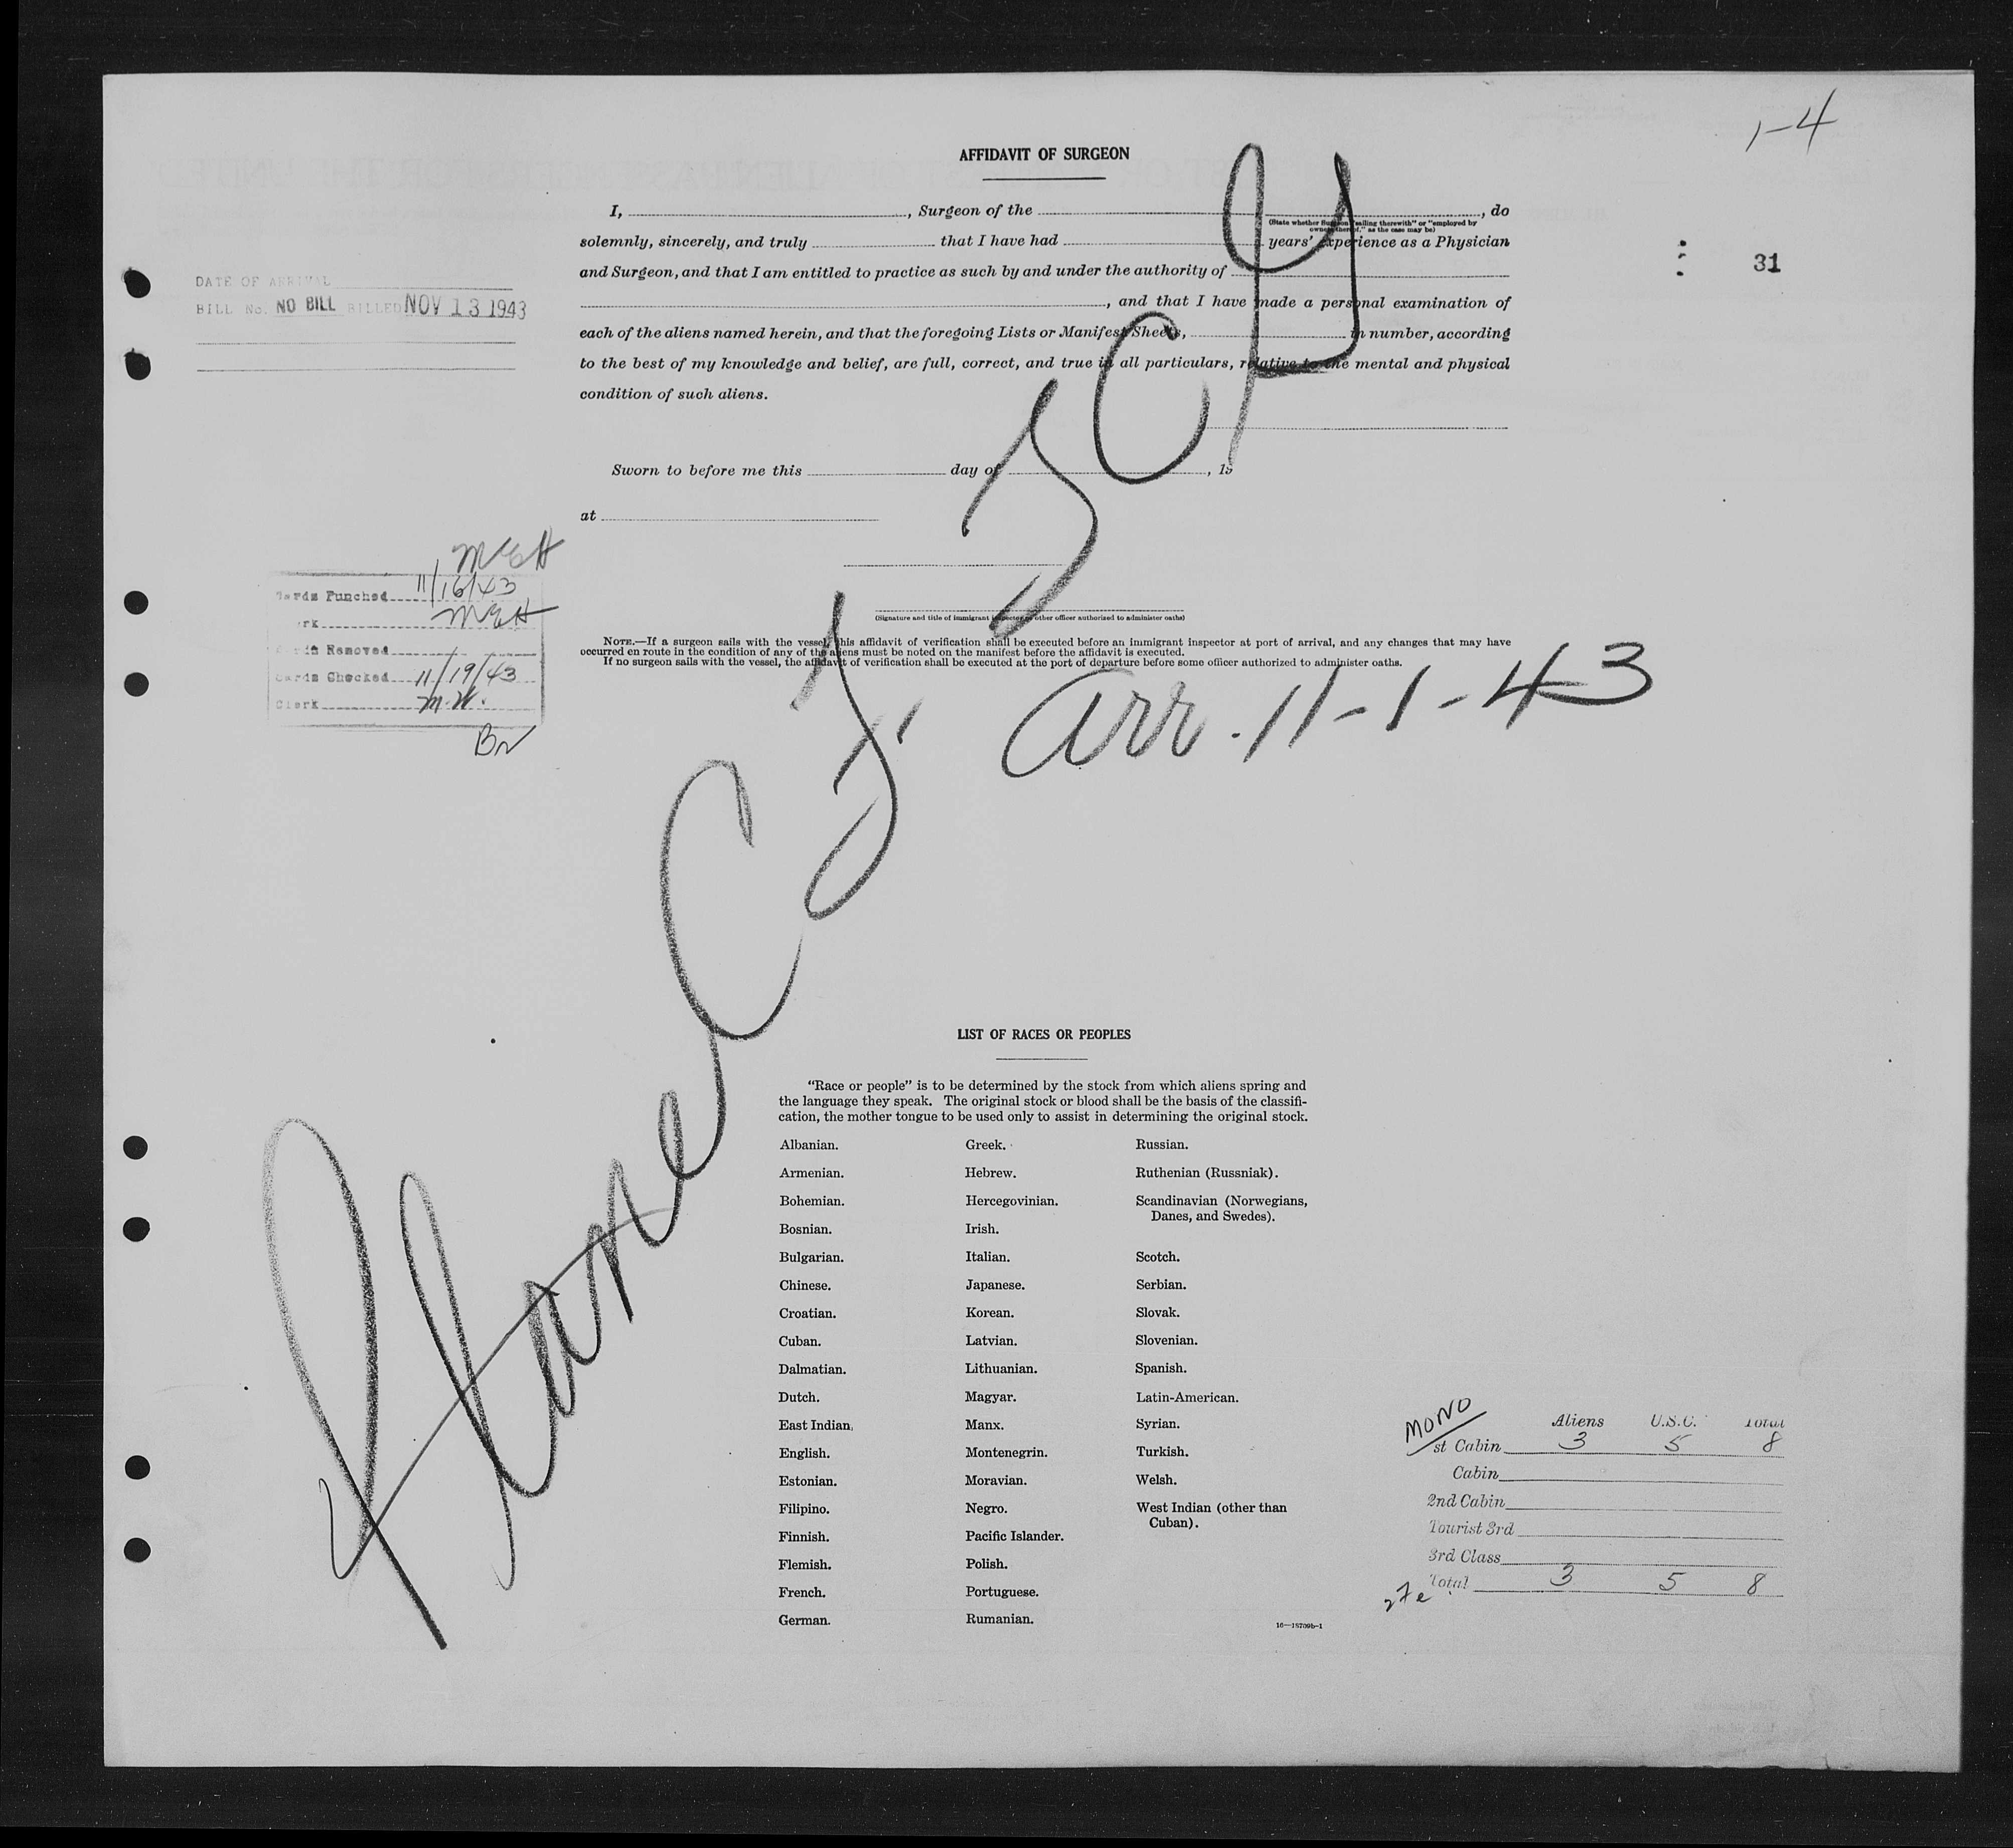 1-4
AFFIDAVIT OF SURGEON
I, , Surgeon of the , do
(State whether Surgeon "sailing therewith" or "employed by
owners thereof," as the case may be)
solemnly, sincerely, and truly that I have had years' experience as a Physician
and Surgeon, and that I am entitled to practice as such by and under the authority of
, and that I have made a personal examination of
each of the aliens named herein, and that the foregoing Lists or Manifest Sheets, in number, according
to the best of my knowledge and belief, are full, correct, and true in all particulars, relative to the mental and physical
condition of such aliens.
31
DATE OF ARRIVAL
BILL No. NO BILL BILLED NOV 13 1943
Sworn to before me this day of , 19
at
(Signature and title of immigrant inspector or other officer authorized to administer oaths)
NOTE.—If a surgeon sails with the vessel, this affidavit of verification shall be executed before an immigrant inspector at port of arrival, and any changes that may have
occurred en route in the condition of any of the aliens must be noted on the manifest before the affidavit is executed.
If no surgeon sails with the vessel, the affidavit of verification shall be executed at the port of departure before some officer authorized to administer oaths.
MEH
Cards Punched 11/16/43
MEH
Removed
Cards Checked 11/19/43
Clerk M.W.
Plane
Arr. 11-1-43
LIST OF RACES OR PEOPLES
"Race or people" is to be determined by the stock from which aliens spring and
the language they speak. The original stock or blood shall be the basis of the classifi-
cation, the mother tongue to be used only to assist in determining the original stock.
Albanian. Greek. Russian.
Armenian. Hebrew. Ruthenian (Russniak).
Bohemian. Hercegovinian. Scandinavian (Norwegians,
Danes, and Swedes).
Bosnian. Irish.
Bulgarian. Italian. Scotch.
Chinese. Japanese. Serbian.
Croatian. Korean. Slovak.
Cuban. Latvian. Slovenian.
Dalmatian. Lithuanian. Spanish.
Dutch. Magyar. Latin-American.
East Indian. Manx. Syrian.
English. Montenegrin. Turkish.
Estonian. Moravian. Welsh.
Filipino. Negro. West Indian (other than
Cuban).
Finnish. Pacific Islander.
Flemish. Polish.
French. Portuguese.
German. Rumanian.
16—18709b-1
MONO
Aliens U.S.C. Total
st Cabin 3 5 8
Cabin
2nd Cabin
Tourist 3rd
3rd Class
Total 3 5 8